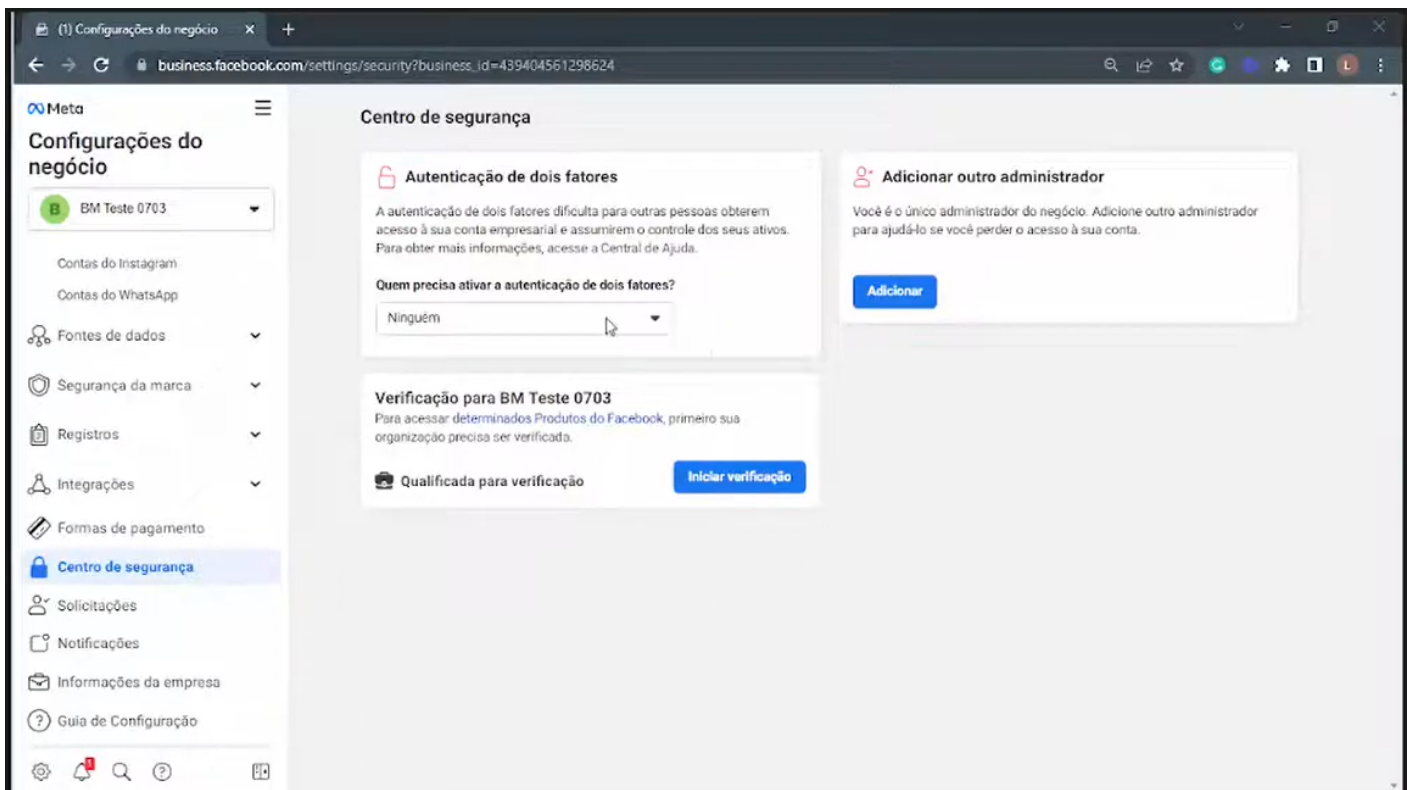 (1) Configurações do negócio
business.facebook.com/settings/security?business_id=439404561298624
L
Meta
Configurações do
negócio
B BM Teste 0703
Contas do Instagram
Contas do WhatsApp
Fontes de dados
Segurança da marca
Registros
Integrações
Formas de pagamento
Centro de segurança
Solicitações
Notificações
Informações da empresa
Guia de Configuração
Centro de segurança
Autenticação de dois fatores
A autenticação de dois fatores dificulta para outras pessoas obterem
acesso à sua conta empresarial e assumirem o controle dos seus ativos.
Para obter mais informações, acesse a Central de Ajuda.
Quem precisa ativar a autenticação de dois fatores?
Ninguém
Verificação para BM Teste 0703
Para acessar determinados Produtos do Facebook, primeiro sua
organização precisa ser verificada.
Qualificada para verificação
Iniciar verificação
Adicionar outro administrador
Você é o único administrador do negócio. Adicione outro administrador
para ajudá-lo se você perder o acesso à sua conta.
Adicionar